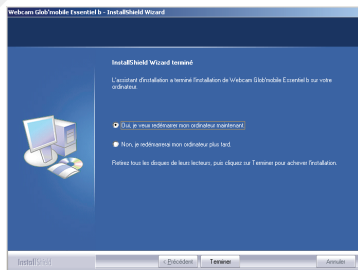 Webcam Glob'mobile Essentiel b - InstallShield Wizard
InstallShield Wizard terminé
L'assistant d'installation a terminé l'installation de Webcam Glob'mobile Essentiel b sur votre
ordinateur.
Oui, je veux redémarrer mon ordinateur maintenant.
Non, je redémarrerai mon ordinateur plus tard.
Retirez tous les disques de leurs lecteurs, puis cliquez sur Terminer pour achever l'installation.
InstallShield
< Précédent
Terminer
Annuler